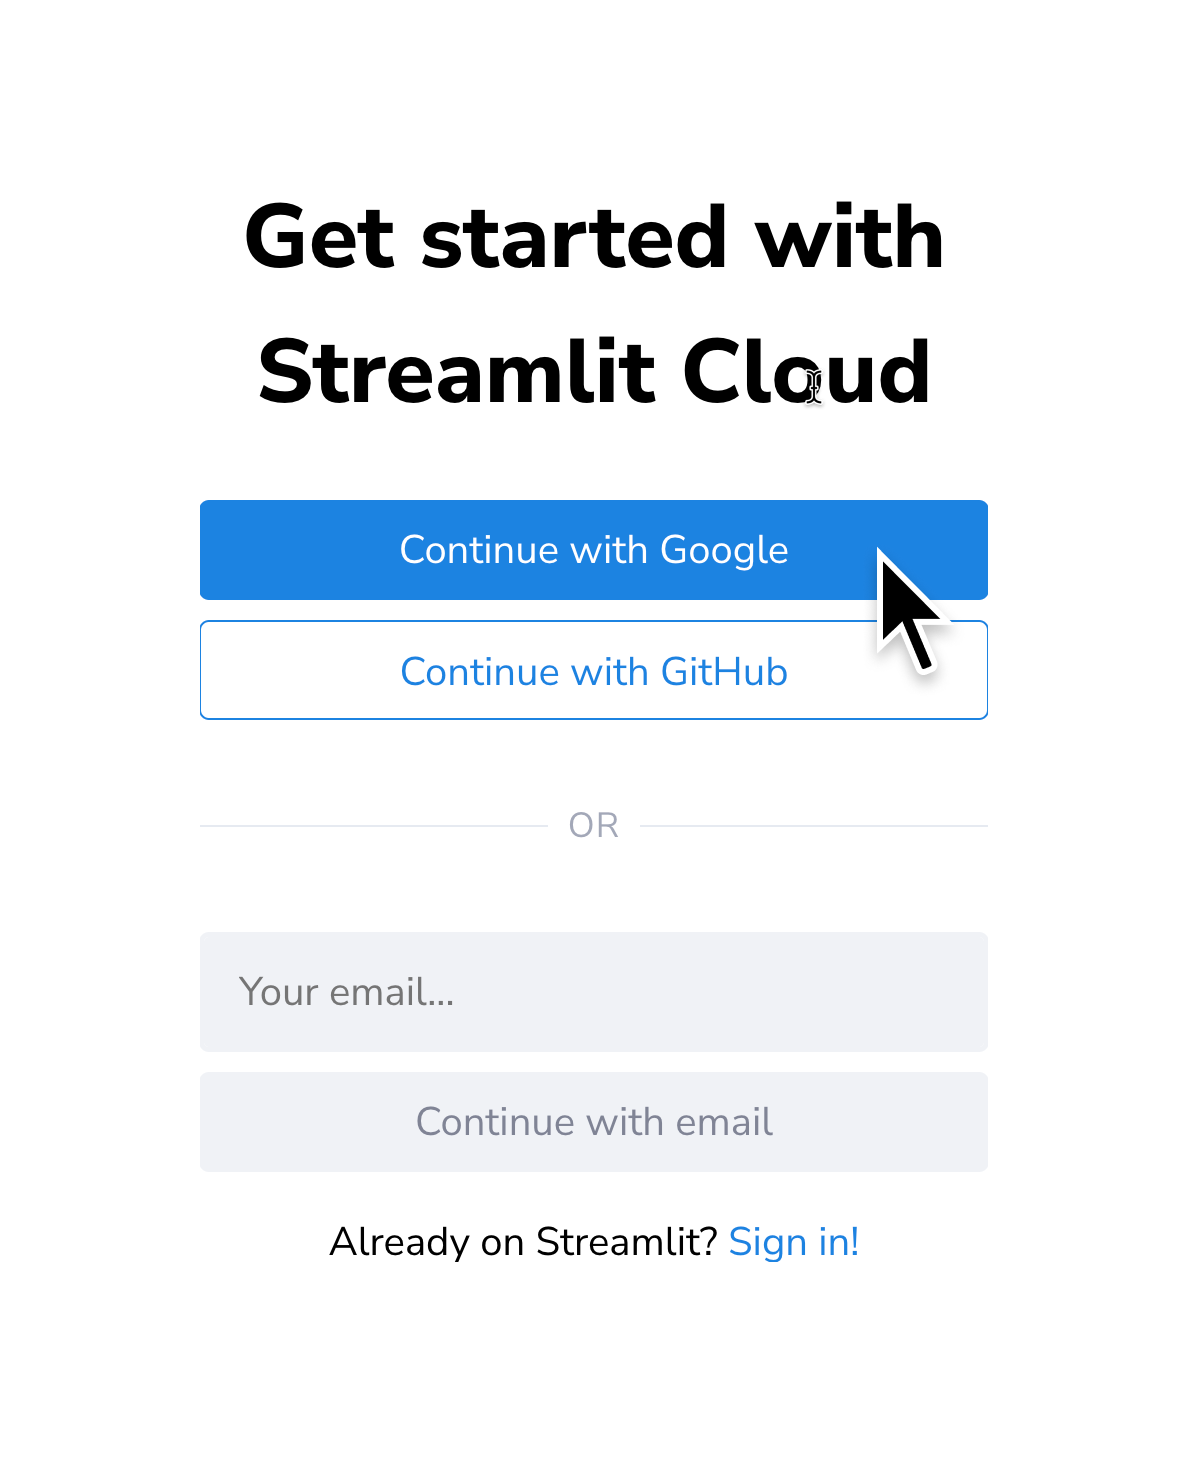 Get started with
Streamlit Cloud
Continue with Google
Continue with GitHub
OR
Your email...
Continue with email
Already on Streamlit? Sign in!